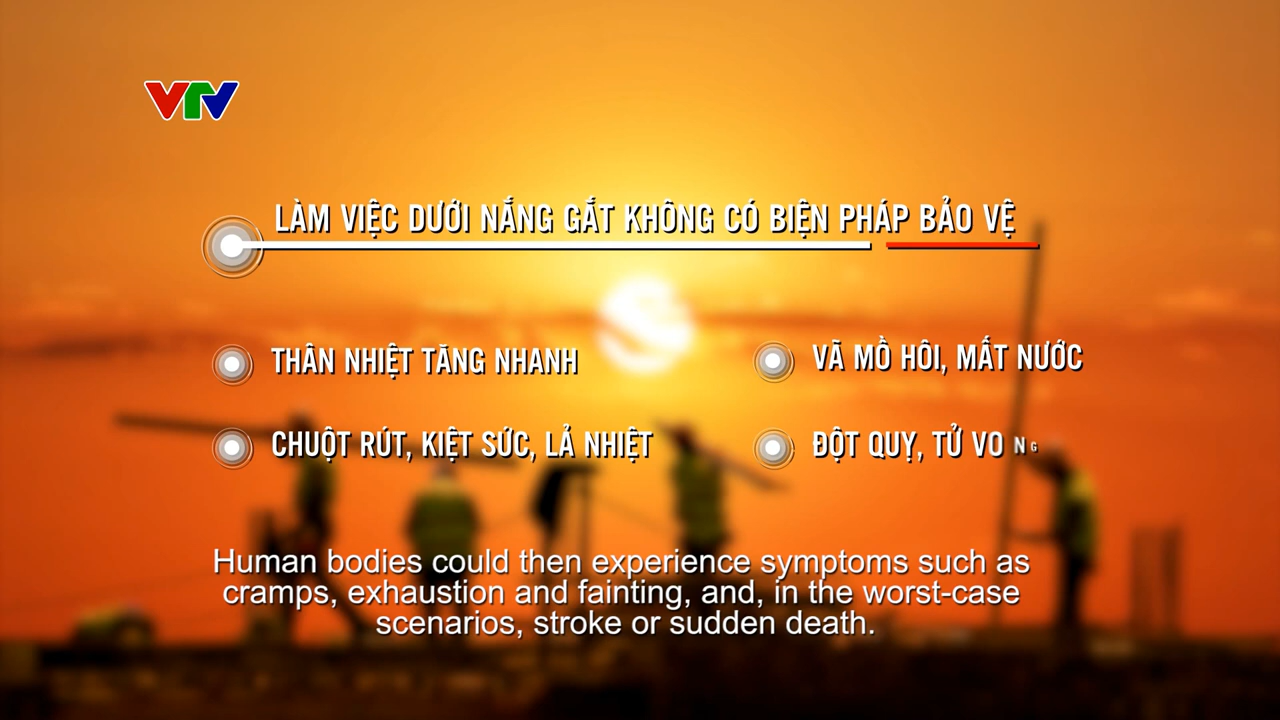 VTV
LÀM VIỆC DƯỚI NẮNG GẮT KHÔNG CÓ BIỆN PHÁP BẢO VỆ
THÂN NHIỆT TĂNG NHANH
VÃ MỒ HÔI, MẤT NƯỚC
CHUỘT RÚT, KIỆT SỨC, LẢ NHIỆT
ĐỘT QUỴ, TỬ VONG
Human bodies could then experience symptoms such as
cramps, exhaustion and fainting, and, in the worst-case
scenarios, stroke or sudden death.